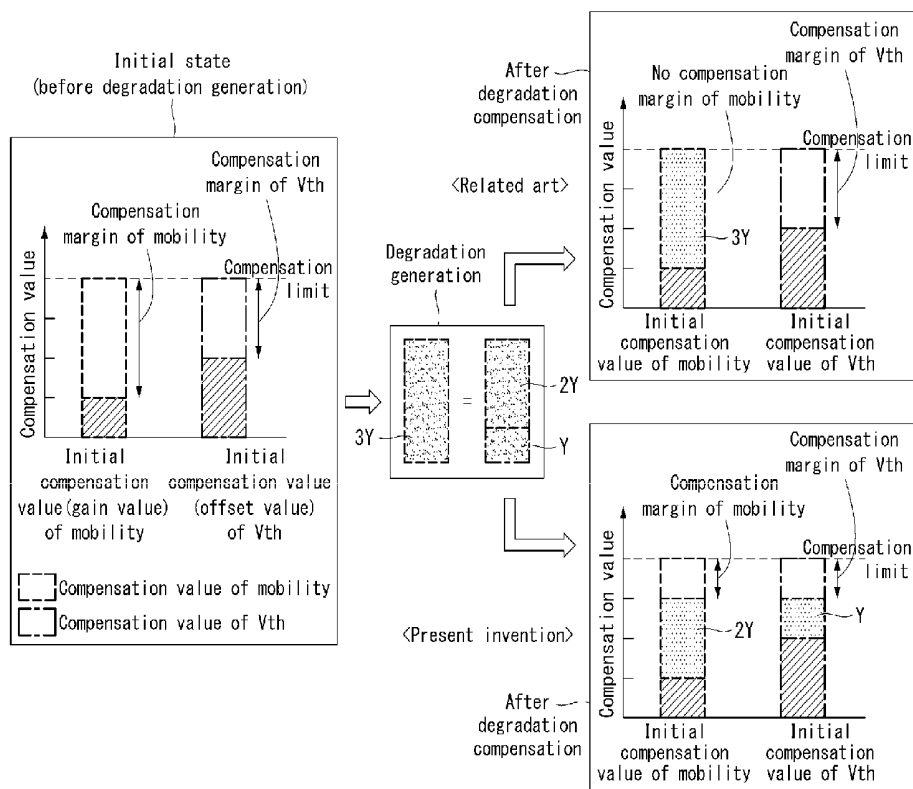 Initial state
(before degradation generation)
Compensation value
Compensation
margin of Vth
Compensation
margin of mobility
Compensation
limit
Initial
compensation
value(gain value)
of mobility
Initial
compensation value
(offset value)
of Vth
Compensation value of mobility
Compensation value of Vth
Degradation
generation
3Y
=
2Y
Y
<Related art>
After
degradation
compensation
Compensation value
No compensation
margin of mobility
Compensation
margin of Vth
Compensation
limit
3Y
Initial
compensation
value of mobility
Initial
compensation
value of Vth
<Present invention>
After
degradation
compensation
Compensation value
Compensation
margin of mobility
Compensation
margin of Vth
Compensation
limit
2Y
Y
Initial
compensation
value of mobility
Initial
compensation
value of Vth